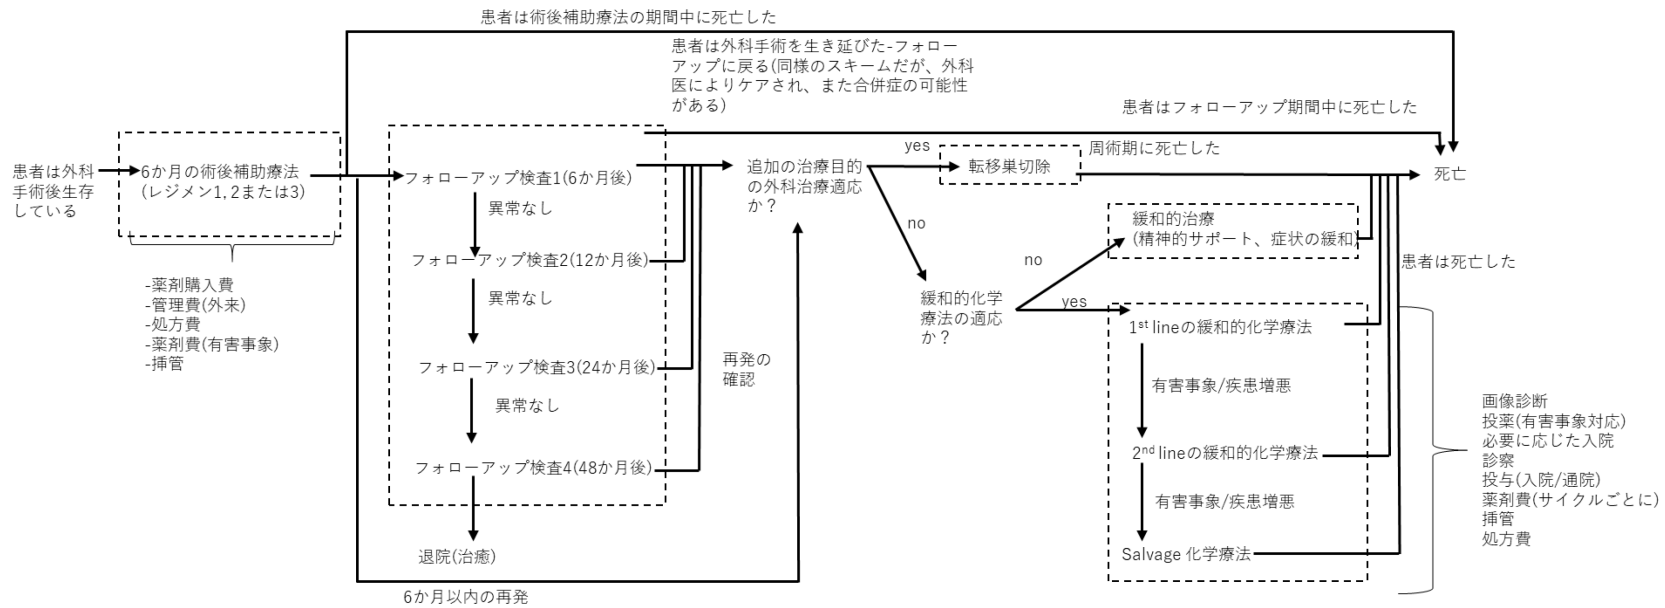 患者は術後補助療法の期間中に死亡した
患者は外科手術を生き延びた-フォロー
アップに戻る(同様のスキームだが、外科
医によりケアされ、また合併症の可能性
がある)
患者はフォローアップ期間中に死亡した
患者は外科
手術後生存
している
6か月の術後補助療法
(レジメン1, 2または3)
-薬剤購入費
-管理費(外来)
-処方費
-薬剤費(有害事象)
-挿管
フォローアップ検査1(6か月後)
異常なし
フォローアップ検査2(12か月後)
異常なし
フォローアップ検査3(24か月後)
異常なし
フォローアップ検査4(48か月後)
退院(治癒)
6か月以内の再発
再発の
確認
追加の治療目的
の外科治療適応
か？
yes
no
転移巣切除
周術期に死亡した
死亡
緩和的化学
療法の適応
か？
no
yes
緩和的治療
(精神的サポート、症状の緩和)
患者は死亡した
1st lineの緩和的化学療法
有害事象/疾患増悪
2nd lineの緩和的化学療法
有害事象/疾患増悪
Salvage 化学療法
画像診断
投薬(有害事象対応)
必要に応じた入院
診察
投与(入院/通院)
薬剤費(サイクルごとに)
挿管
処方費